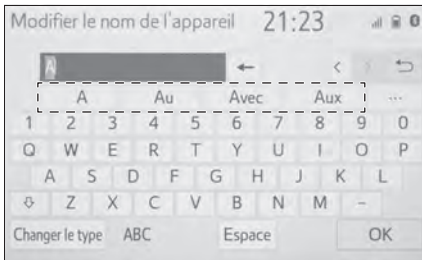 Modifier le nom de l'appareil 21:23
A
A Au Avec Aux ...
1 2 3 4 5 6 7 8 9 0
Q W E R T Y U I O P
A S D F G H J K L
Z X C V B N M -
Changer le type ABC Espace OK